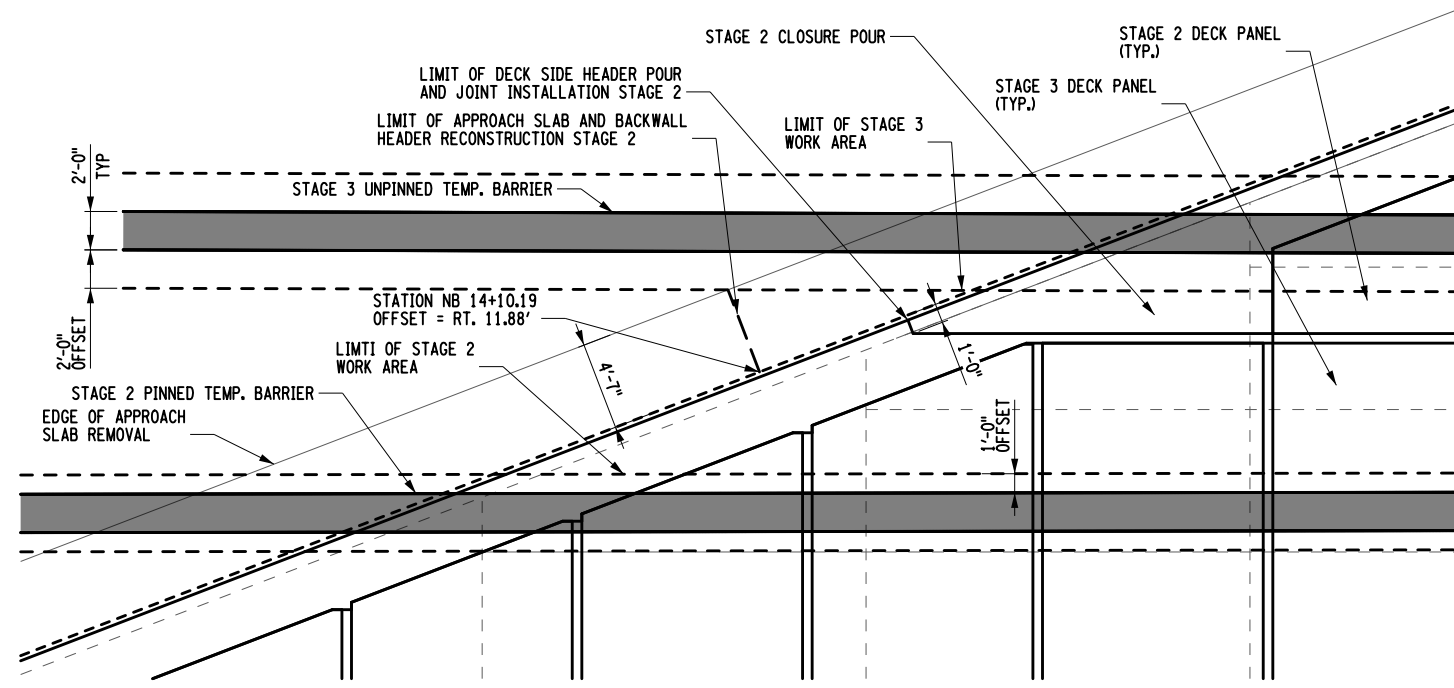 STAGE 2 CLOSURE POUR
STAGE 2 DECK PANEL
(TYP.)
LIMIT OF DECK SIDE HEADER POUR
AND JOINT INSTALLATION STAGE 2
STAGE 3 DECK PANEL
(TYP.)
LIMIT OF APPROACH SLAB AND BACKWALL
HEADER RECONSTRUCTION STAGE 2
LIMIT OF STAGE 3
WORK AREA
2'-0"
TYP
STAGE 3 UNPINNED TEMP. BARRIER
STATION NB 14+10.19
OFFSET = RT. 11.88'
2'-0"
OFFSET
LIMTI OF STAGE 2
WORK AREA
4'-7"
1'-0"
STAGE 2 PINNED TEMP. BARRIER
EDGE OF APPROACH
SLAB REMOVAL
1'-0"
OFFSET